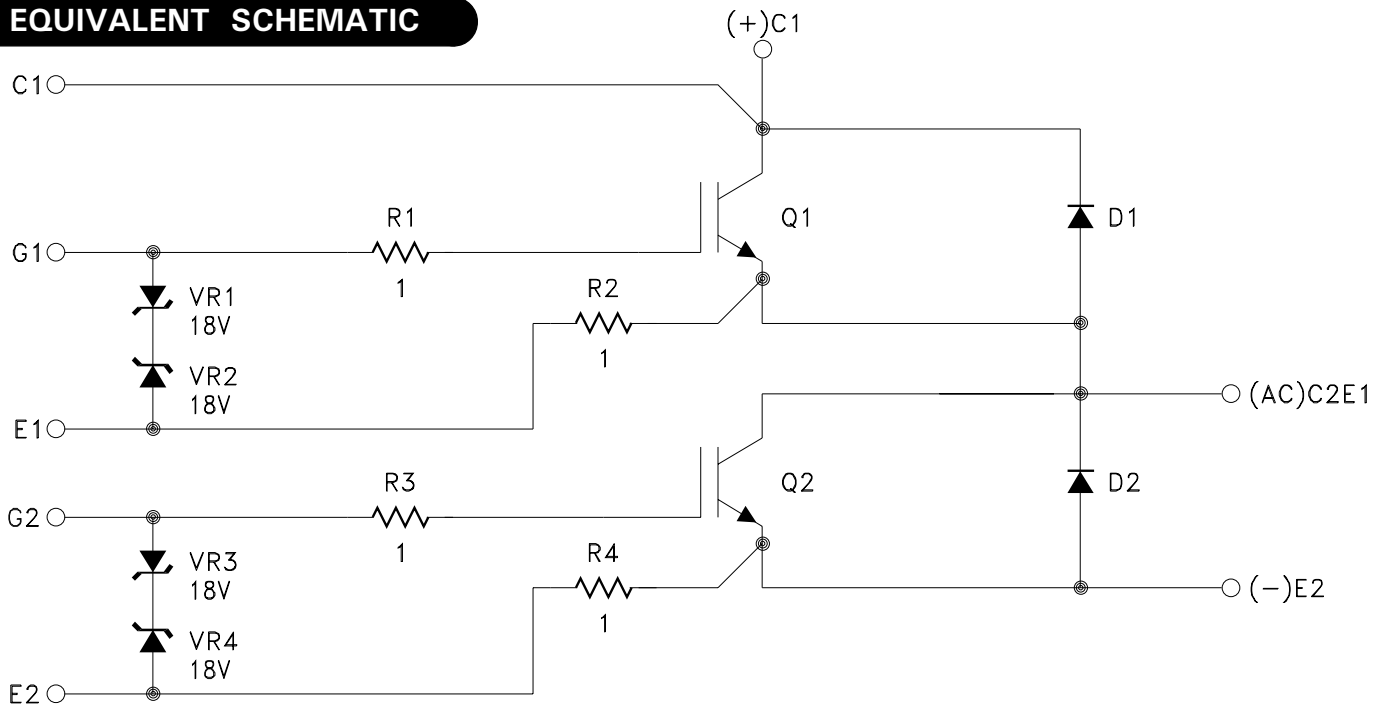 EQUIVALENT SCHEMATIC
(+)C1
C1
R1
Q1
D1
G1
1
R2
VR1
18V
1
VR2
18V
(AC)C2E1
E1
R3
Q2
D2
G2
1
R4
VR3
18V
(-)E2
1
VR4
18V
E2